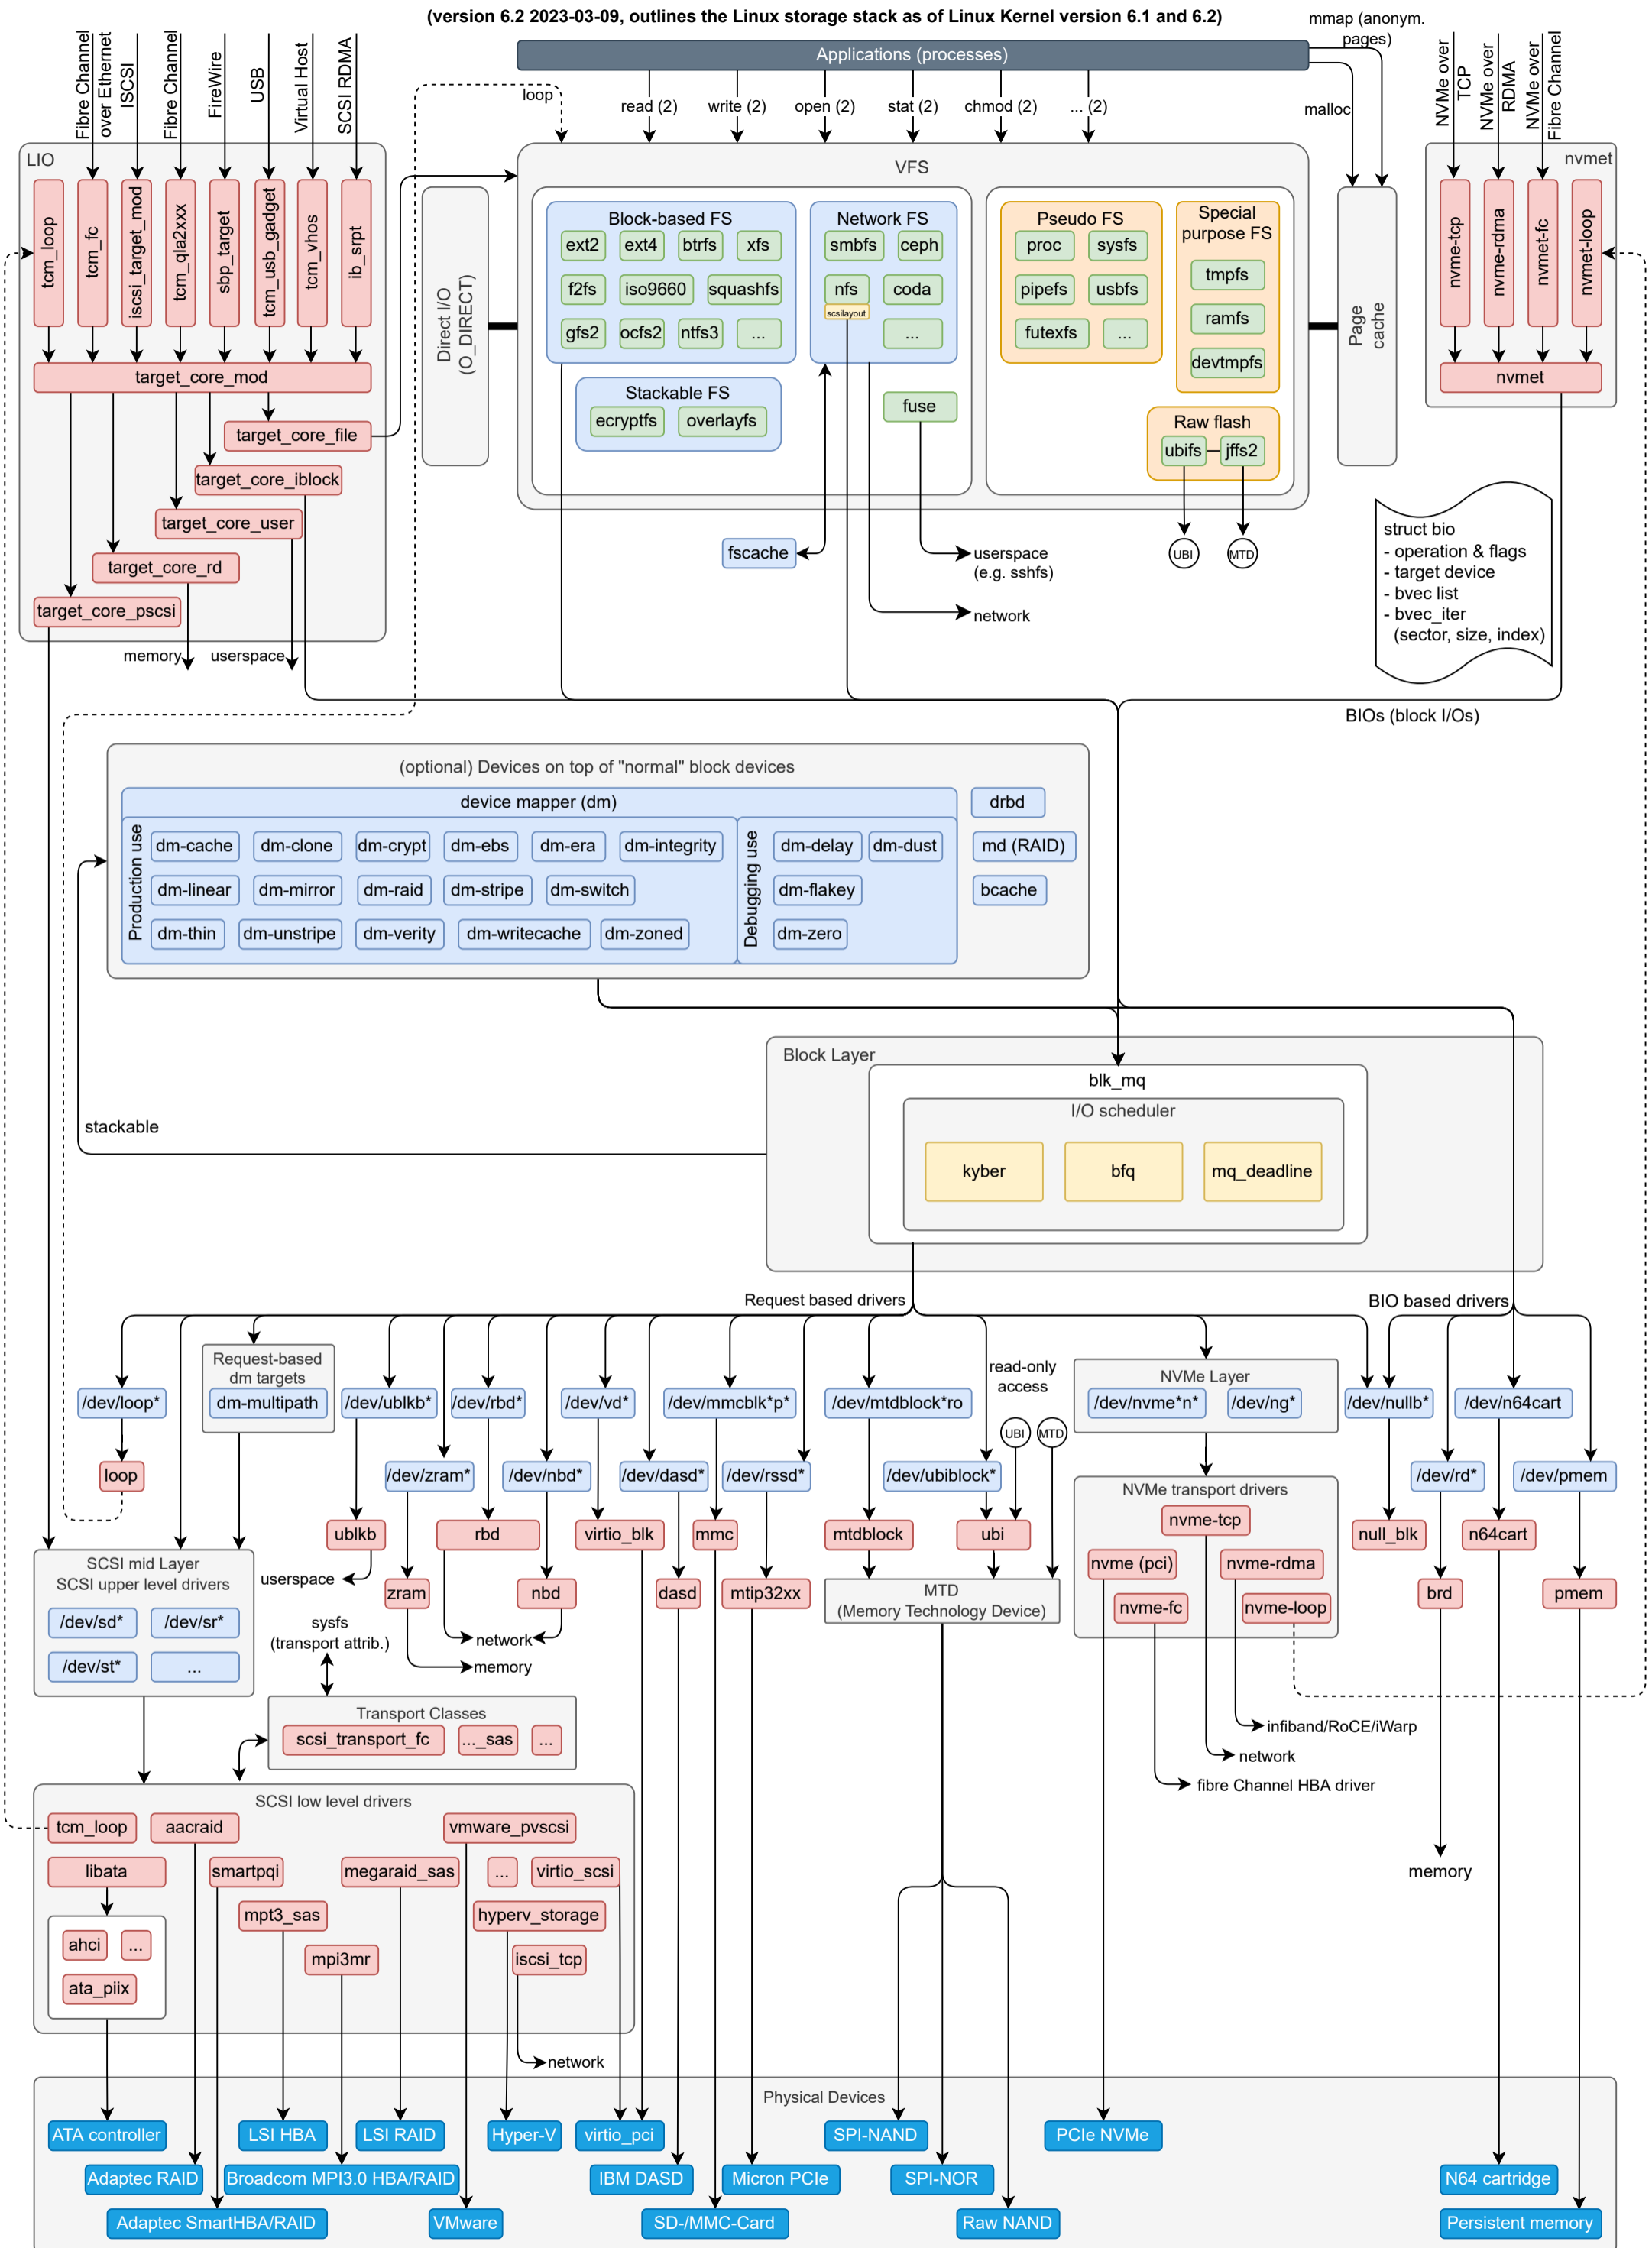 (version 6.2 2023-03-09, outlines the Linux storage stack as of Linux Kernel version 6.1 and 6.2)
mmap (anonym.
pages)
Applications (processes)
malloc
loop
read (2)
write (2)
open (2)
stat (2)
chmod (2)
... (2)
Fibre Channel
over Ethernet
ISCSI
Fibre Channel
FireWire
USB
Virtual Host
SCSI RDMA
LIO
tcm_loop
tcm_fc
iscsi_target_mod
tcm_qla2xxx
sbp_target
tcm_usb_gadget
tcm_vhos
ib_srpt
target_core_mod
target_core_file
target_core_iblock
target_core_user
target_core_rd
target_core_pscsi
memory
userspace
VFS
Direct I/O
(O_DIRECT)
Block-based FS
ext2
ext4
btrfs
xfs
f2fs
iso9660
squashfs
gfs2
ocfs2
ntfs3
...
Stackable FS
ecryptfs
overlayfs
Network FS
smbfs
ceph
nfs
coda
scsilayout
...
fuse
Pseudo FS
proc
sysfs
pipefs
usbfs
futexfs
...
Special
purpose FS
tmpfs
ramfs
devtmpfs
Raw flash
ubifs
jffs2
Page
cache
fscache
userspace
(e.g. sshfs)
network
UBI
MTD
NVMe over
TCP
NVMe over
RDMA
NVMe over
Fibre Channel
nvmet
nvme-tcp
nvme-rdma
nvmet-fc
nvmet-loop
nvmet
struct bio
- operation & flags
- target device
- bvec list
- bvec_iter
(sector, size, index)
BIOs (block I/Os)
(optional) Devices on top of "normal" block devices
device mapper (dm)
Production use
dm-cache
dm-clone
dm-crypt
dm-ebs
dm-era
dm-integrity
dm-linear
dm-mirror
dm-raid
dm-stripe
dm-switch
dm-thin
dm-unstripe
dm-verity
dm-writecache
dm-zoned
Debugging use
dm-delay
dm-dust
dm-flakey
dm-zero
drbd
md (RAID)
bcache
stackable
Block Layer
blk_mq
I/O scheduler
kyber
bfq
mq_deadline
Request based drivers
BIO based drivers
Request-based
dm targets
dm-multipath
/dev/loop*
/dev/ublkb*
/dev/rbd*
/dev/vd*
/dev/mmcblk*p*
/dev/mtdblock*ro
read-only
access
UBI
MTD
NVMe Layer
/dev/nvme*n*
/dev/ng*
/dev/nullb*
/dev/n64cart
loop
/dev/zram*
/dev/nbd*
/dev/dasd*
/dev/rssd*
/dev/ubiblock*
/dev/rd*
/dev/pmem
ublkb
rbd
virtio_blk
mmc
mtdblock
ubi
null_blk
n64cart
userspace
zram
nbd
dasd
mtip32xx
MTD
(Memory Technology Device)
brd
pmem
network
memory
NVMe transport drivers
nvme-tcp
nvme (pci)
nvme-rdma
nvme-fc
nvme-loop
infiband/RoCE/iWarp
network
fibre Channel HBA driver
memory
SCSI mid Layer
SCSI upper level drivers
/dev/sd*
/dev/sr*
/dev/st*
...
sysfs
(transport attrib.)
Transport Classes
scsi_transport_fc
..._sas
...
SCSI low level drivers
tcm_loop
aacraid
vmware_pvscsi
libata
smartpqi
megaraid_sas
...
virtio_scsi
mpt3_sas
hyperv_storage
ahci
...
mpi3mr
iscsi_tcp
ata_piix
network
Physical Devices
ATA controller
LSI HBA
LSI RAID
Hyper-V
virtio_pci
SPI-NAND
PCIe NVMe
Adaptec RAID
Broadcom MPI3.0 HBA/RAID
IBM DASD
Micron PCIe
SPI-NOR
N64 cartridge
Adaptec SmartHBA/RAID
VMware
SD-/MMC-Card
Raw NAND
Persistent memory